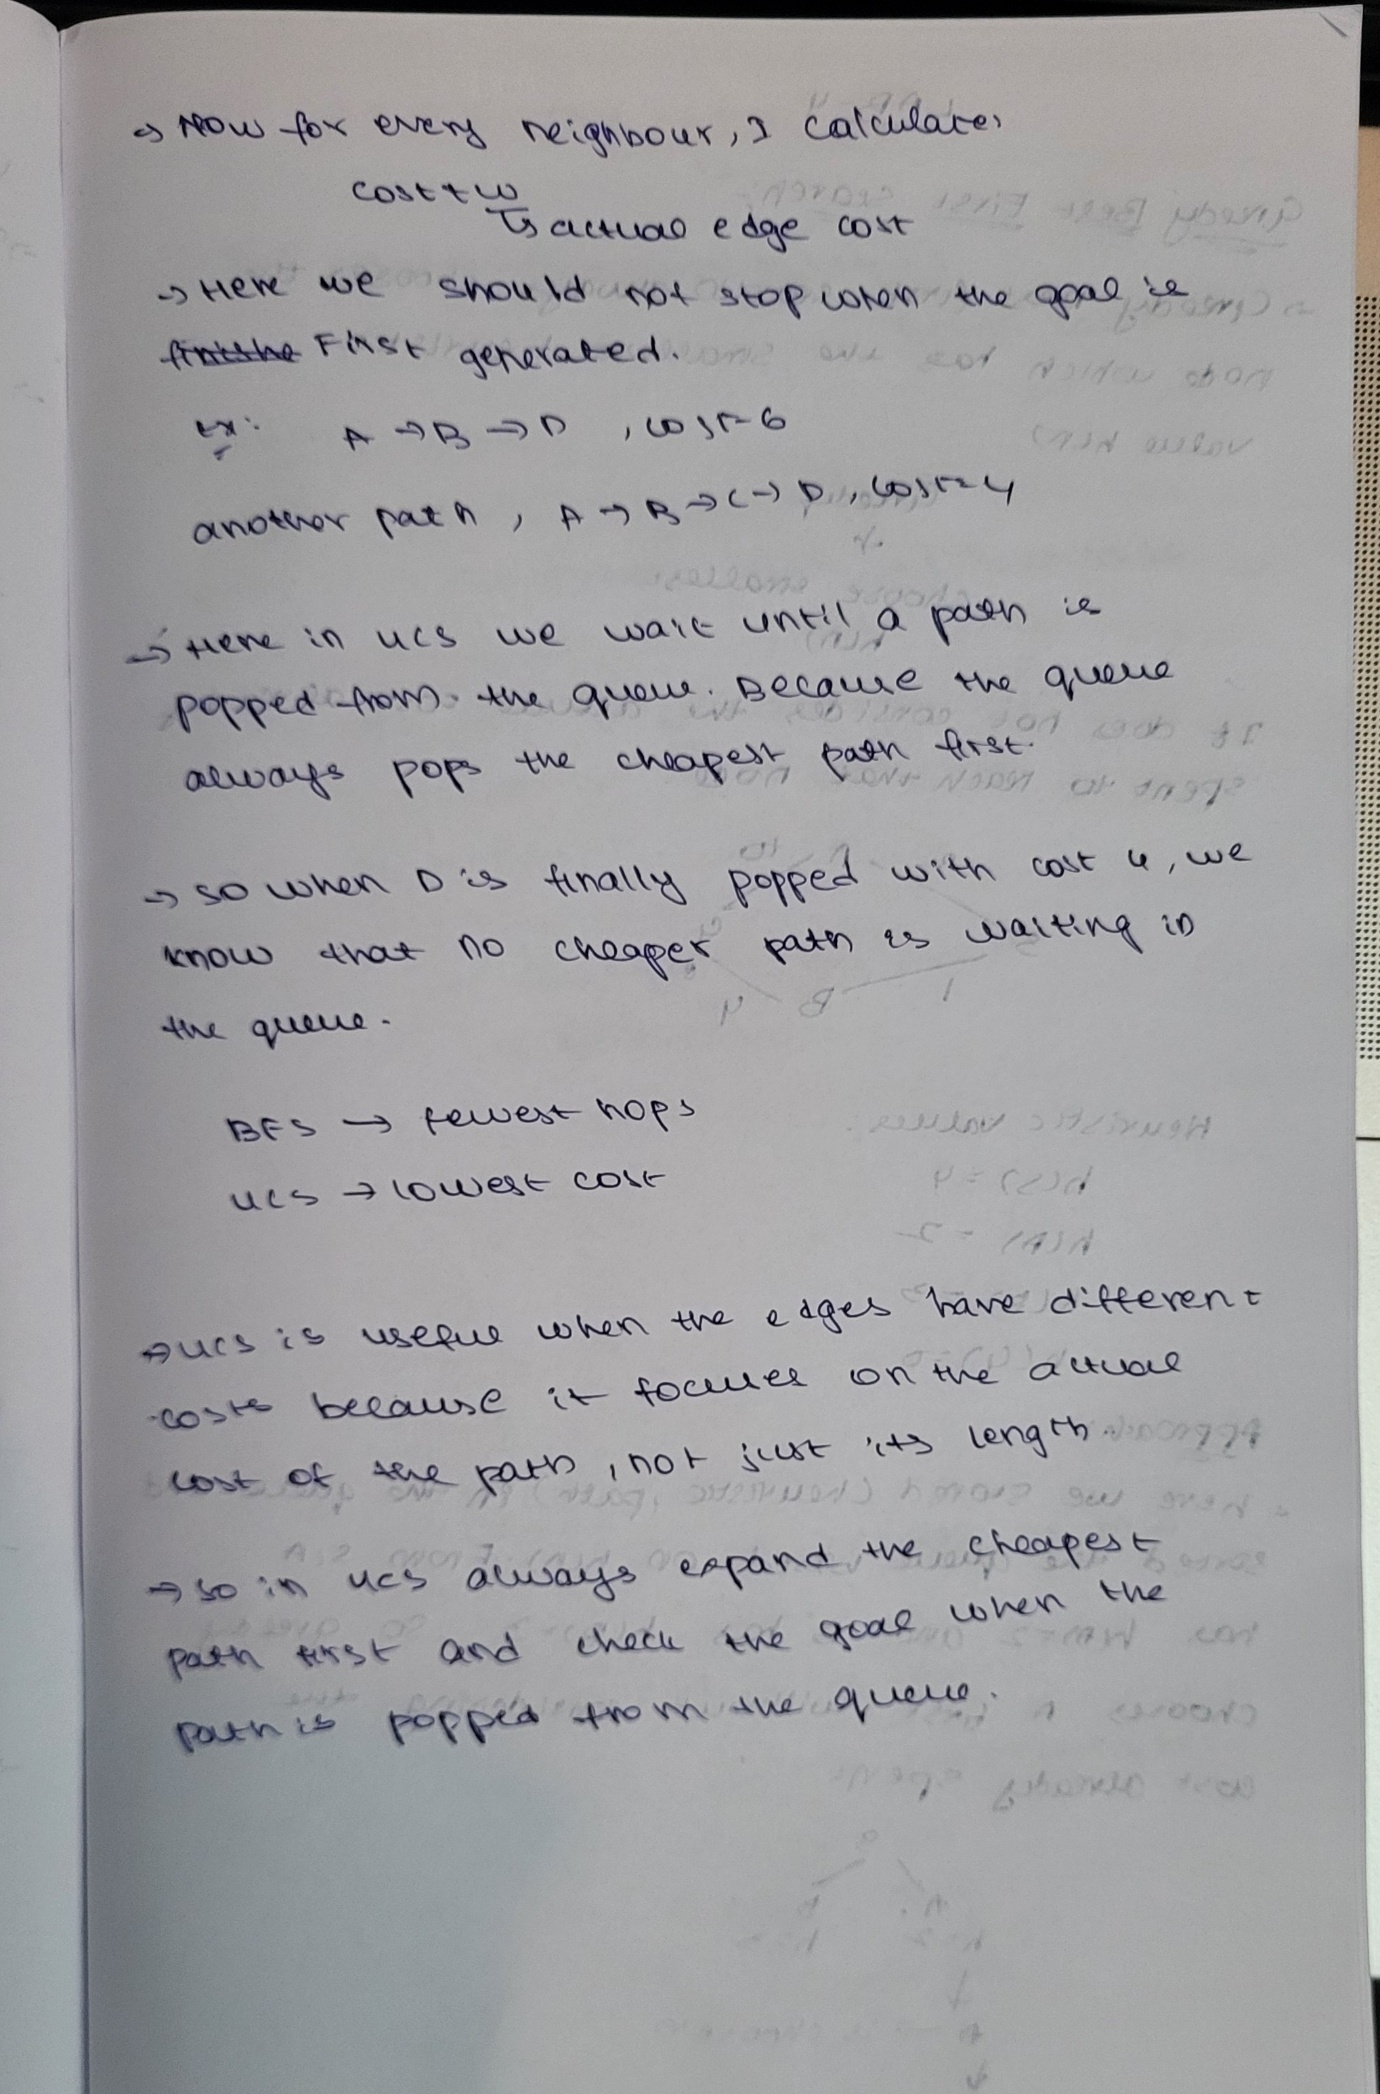 → Now for every neighbour, I calculate,
cost + w
↳ actual edge cost
→ Here we should not stop when the goal is
First generated.
ex: A → B → D , cost = 6
another path , A → B → C → D , cost = 4
→ Here in UCS we wait until a path is
popped from the queue. Because the queue
always pops the cheapest path first.
→ so when D is finally popped with cost 4, we
know that no cheaper path is waiting in
the queue.
BFS → fewest hops
UCS → lowest cost
→ UCS is useful when the edges have different
costs because it focuses on the actual
cost of the path, not just its length.
→ so in UCS always expand the cheapest
path first and check the goal when the
path is popped from the queue.